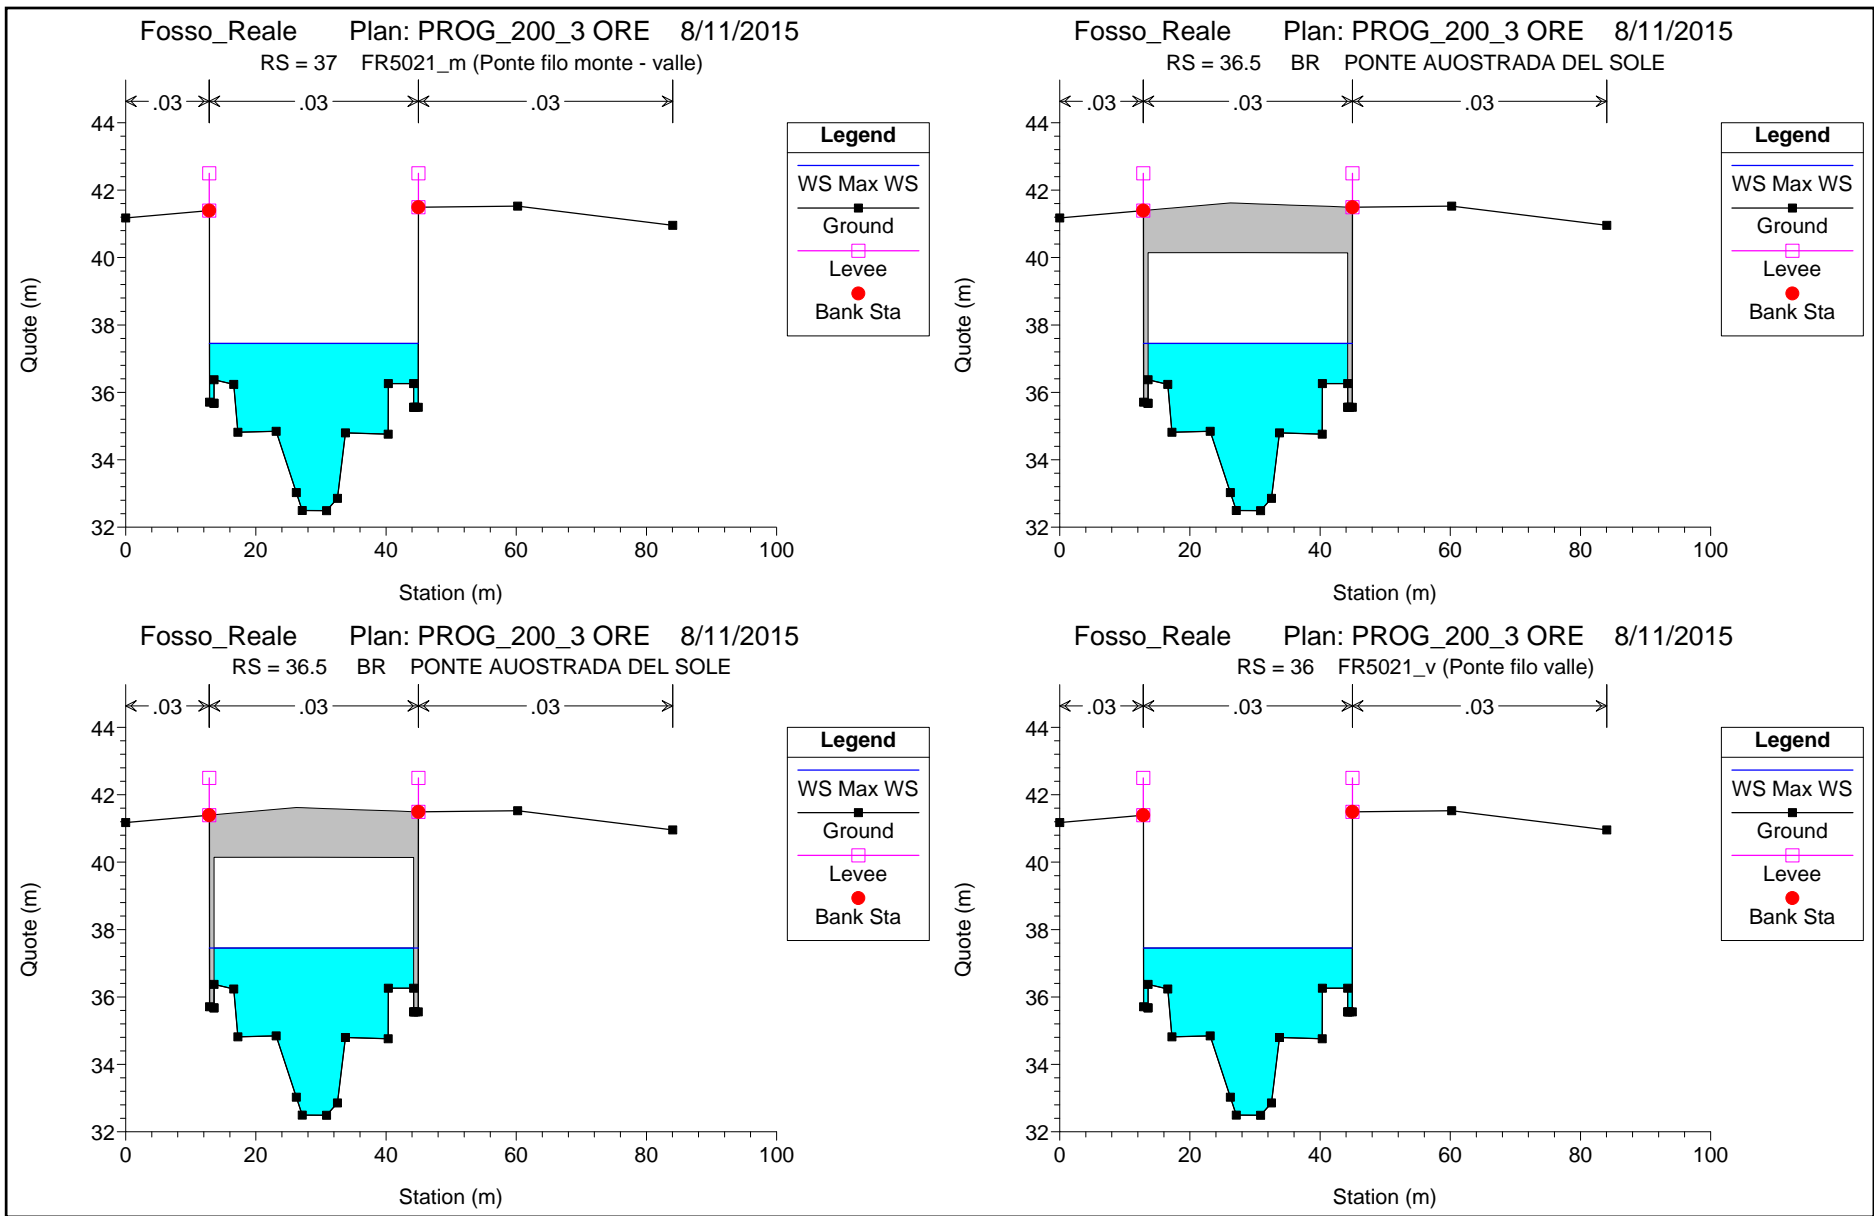 Fosso_Reale Plan: PROG_200_3 ORE 8/11/2015
RS = 37 FR5021_m (Ponte filo monte - valle)
.03 .03 .03
44
42
40
38
36
34
32
0 20 40 60 80 100
Quote (m)
Station (m)
Legend
WS Max WS
Ground
Levee
Bank Sta
Fosso_Reale Plan: PROG_200_3 ORE 8/11/2015
RS = 36.5 BR PONTE AUOSTRADA DEL SOLE
.03 .03 .03
44
42
40
38
36
34
32
0 20 40 60 80 100
Quote (m)
Station (m)
Legend
WS Max WS
Ground
Levee
Bank Sta
Fosso_Reale Plan: PROG_200_3 ORE 8/11/2015
RS = 36.5 BR PONTE AUOSTRADA DEL SOLE
.03 .03 .03
44
42
40
38
36
34
32
0 20 40 60 80 100
Quote (m)
Station (m)
Legend
WS Max WS
Ground
Levee
Bank Sta
Fosso_Reale Plan: PROG_200_3 ORE 8/11/2015
RS = 36 FR5021_v (Ponte filo valle)
.03 .03 .03
44
42
40
38
36
34
32
0 20 40 60 80 100
Quote (m)
Station (m)
Legend
WS Max WS
Ground
Levee
Bank Sta